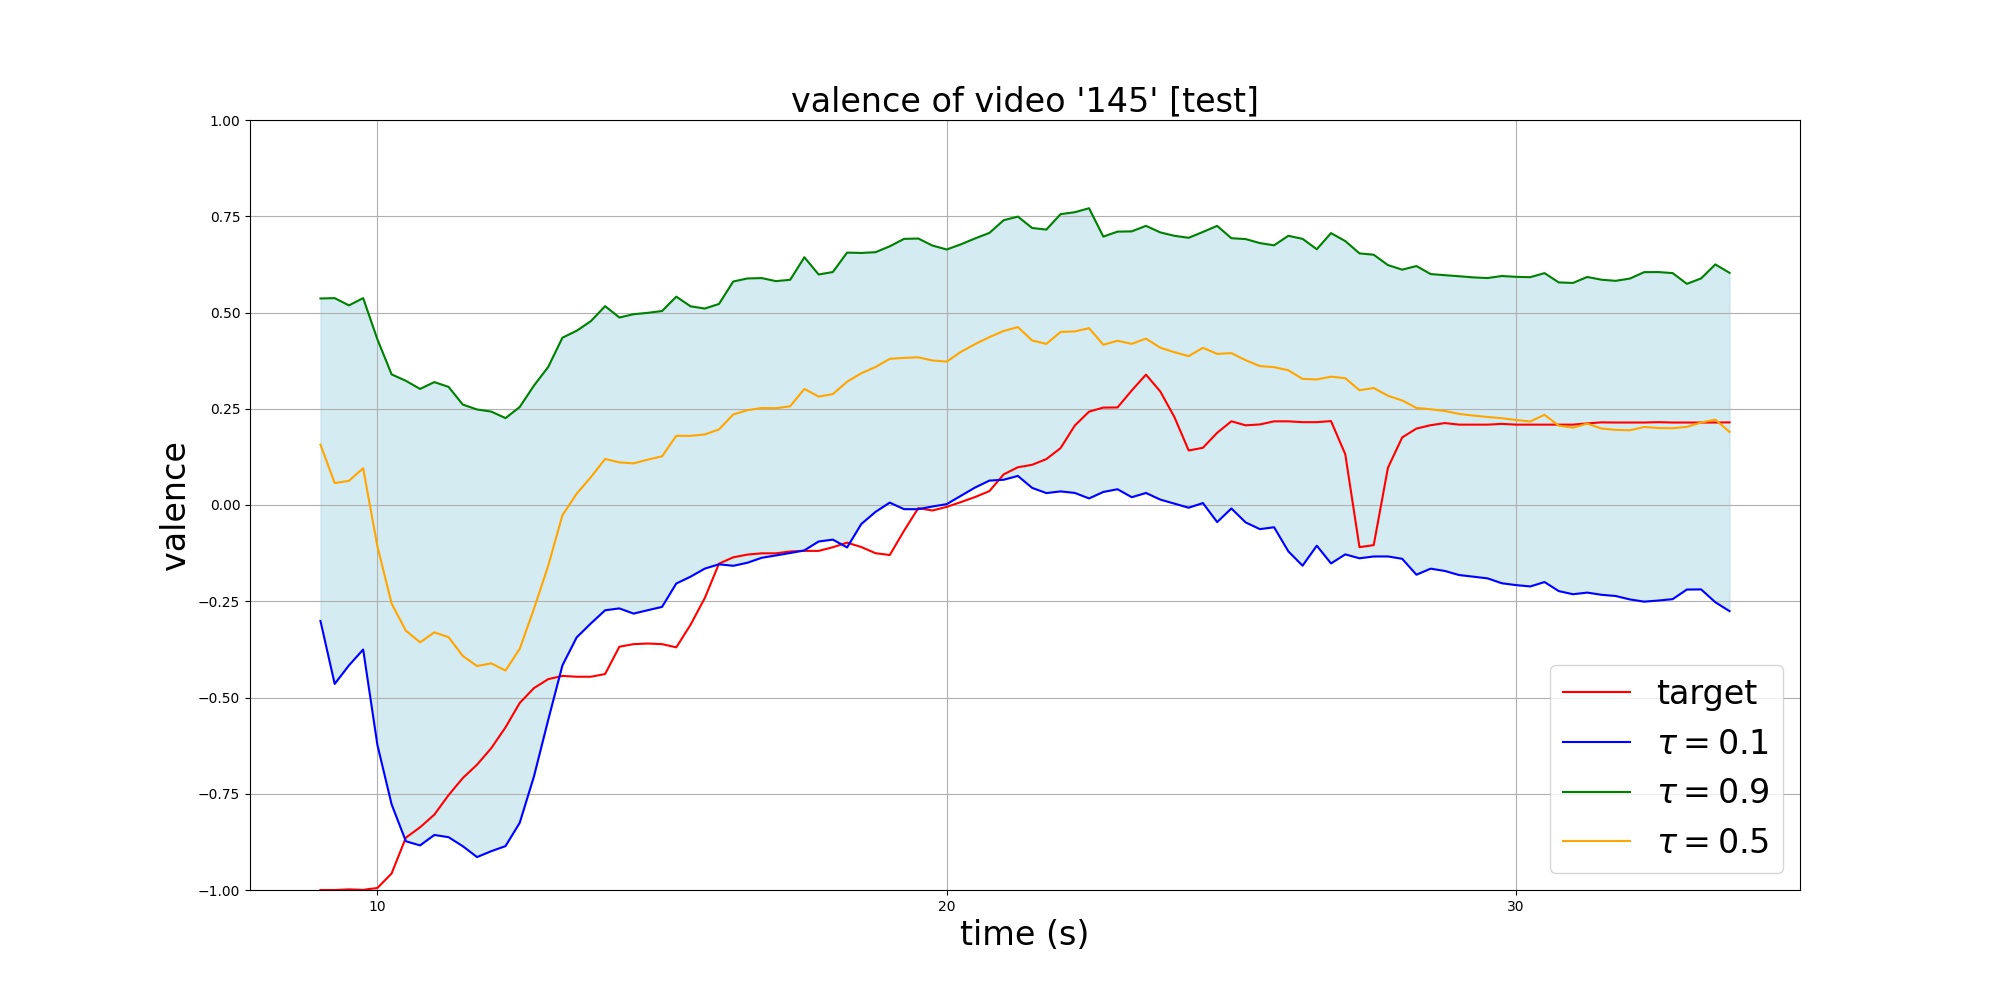 valence of video '145' [test]
1.00
0.75
0.50
0.25
0.00
−0.25
−0.50
−0.75
−1.00
valence
10
20
30
time (s)
target
τ = 0.1
τ = 0.9
τ = 0.5